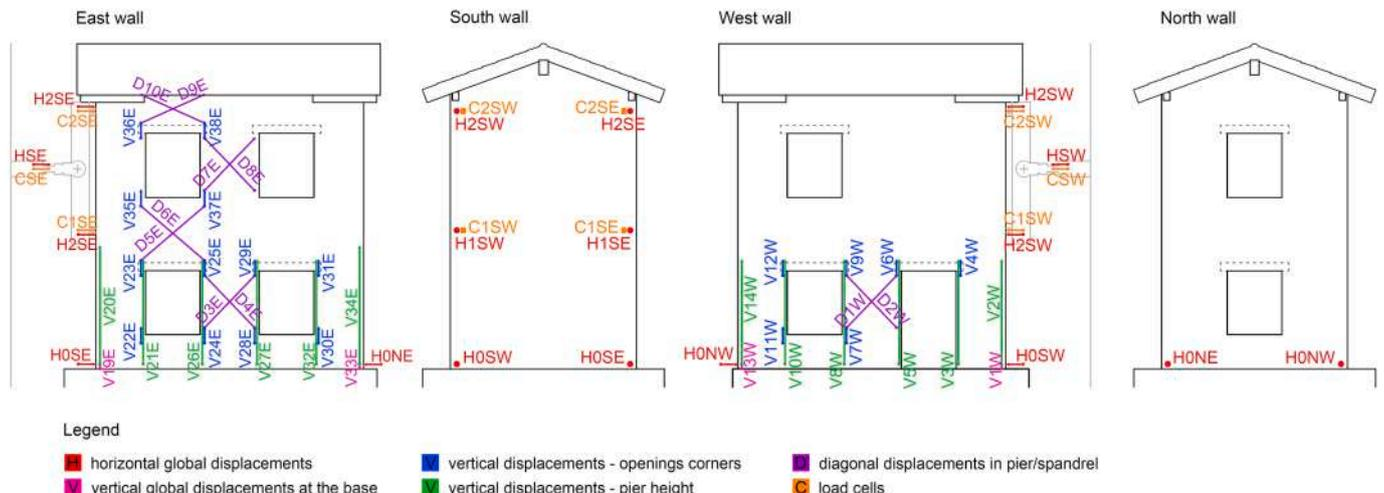 East wall
South wall
West wall
North wall
D10E
D9E
H2SE
C2SE
V36E
V38E
HSE
CSE
D7E
D8E
V35E
V37E
D6E
D5E
C1SE
H2SE
V23E
V25E
V29E
V31E
V20E
V34E
D3E
D4E
V22E
V24E
V28E
V30E
H0SE
V19E
V21E
V26E
V27E
V32E
V33E
H0NE
C2SW
H2SW
C2SE
H2SE
C1SW
H1SW
C1SE
H1SE
H0SW
H0SE
H2SW
C2SW
HSW
CSW
C1SW
H2SW
V12W
V9W
V6W
V4W
V14W
V2W
D1W
D2W
V11W
V7W
H0NW
V13W
V10W
V8W
V5W
V3W
V1W
H0SW
H0NE
H0NW
Legend
H horizontal global displacements
V vertical displacements - openings corners
D diagonal displacements in pier/spandrel
V vertical global displacements at the base
V vertical displacements - pier height
C load cells